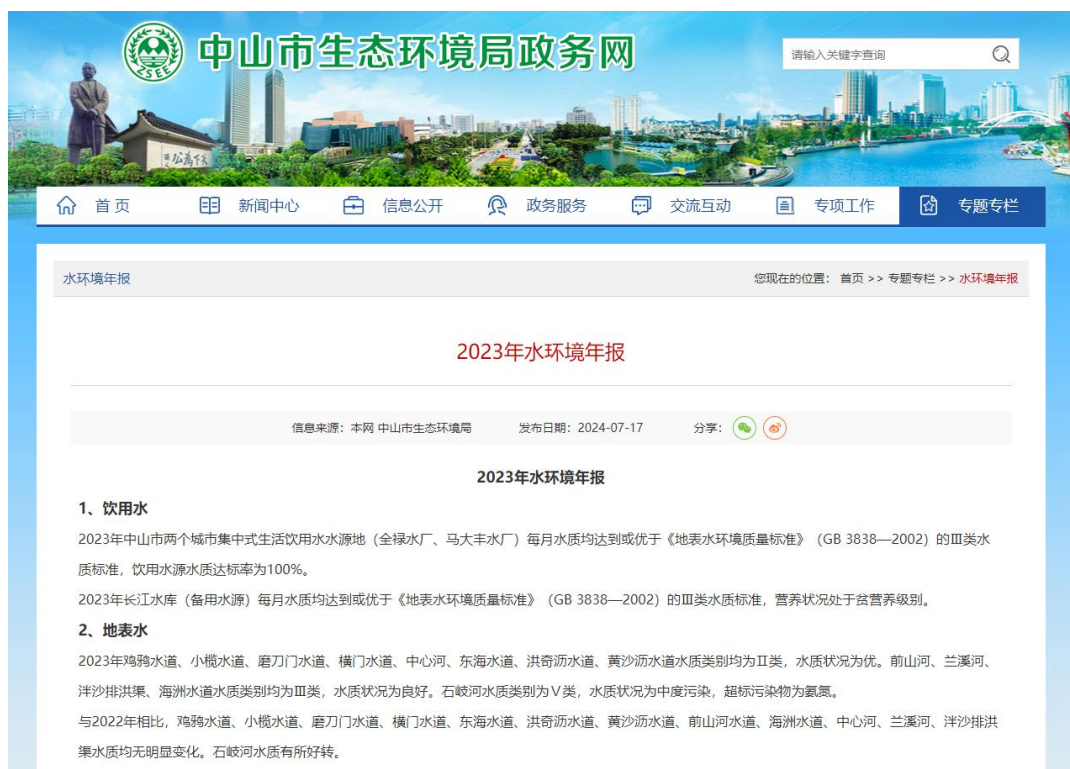 中山市生态环境局政务网
ZSEE
请输入关键字查询
天下为公
首页 新闻中心 信息公开 政务服务 交流互动 专项工作 专题专栏
水环境年报 您现在的位置： 首页 >> 专题专栏 >> 水环境年报
2023年水环境年报
信息来源：本网 中山市生态环境局 发布日期：2024-07-17 分享：
2023年水环境年报
1、饮用水
2023年中山市两个城市集中式生活饮用水水源地（全禄水厂、马大丰水厂）每月水质均达到或优于《地表水环境质量标准》（GB 3838—2002）的Ⅲ类水
质标准，饮用水源水质达标率为100%。
2023年长江水库（备用水源）每月水质均达到或优于《地表水环境质量标准》（GB 3838—2002）的Ⅲ类水质标准，营养状况处于贫营养级别。
2、地表水
2023年鸡鸦水道、小榄水道、磨刀门水道、横门水道、中心河、东海水道、洪奇沥水道、黄沙沥水道水质类别均为Ⅱ类，水质状况为优。前山河、兰溪河、
泮沙排洪渠、海洲水道水质类别均为Ⅲ类，水质状况为良好。石岐河水质类别为Ⅴ类，水质状况为中度污染，超标污染物为氨氮。
与2022年相比，鸡鸦水道、小榄水道、磨刀门水道、横门水道、东海水道、洪奇沥水道、黄沙沥水道、前山河水道、海洲水道、中心河、兰溪河、泮沙排洪
渠水质均无明显变化。石岐河水质有所好转。